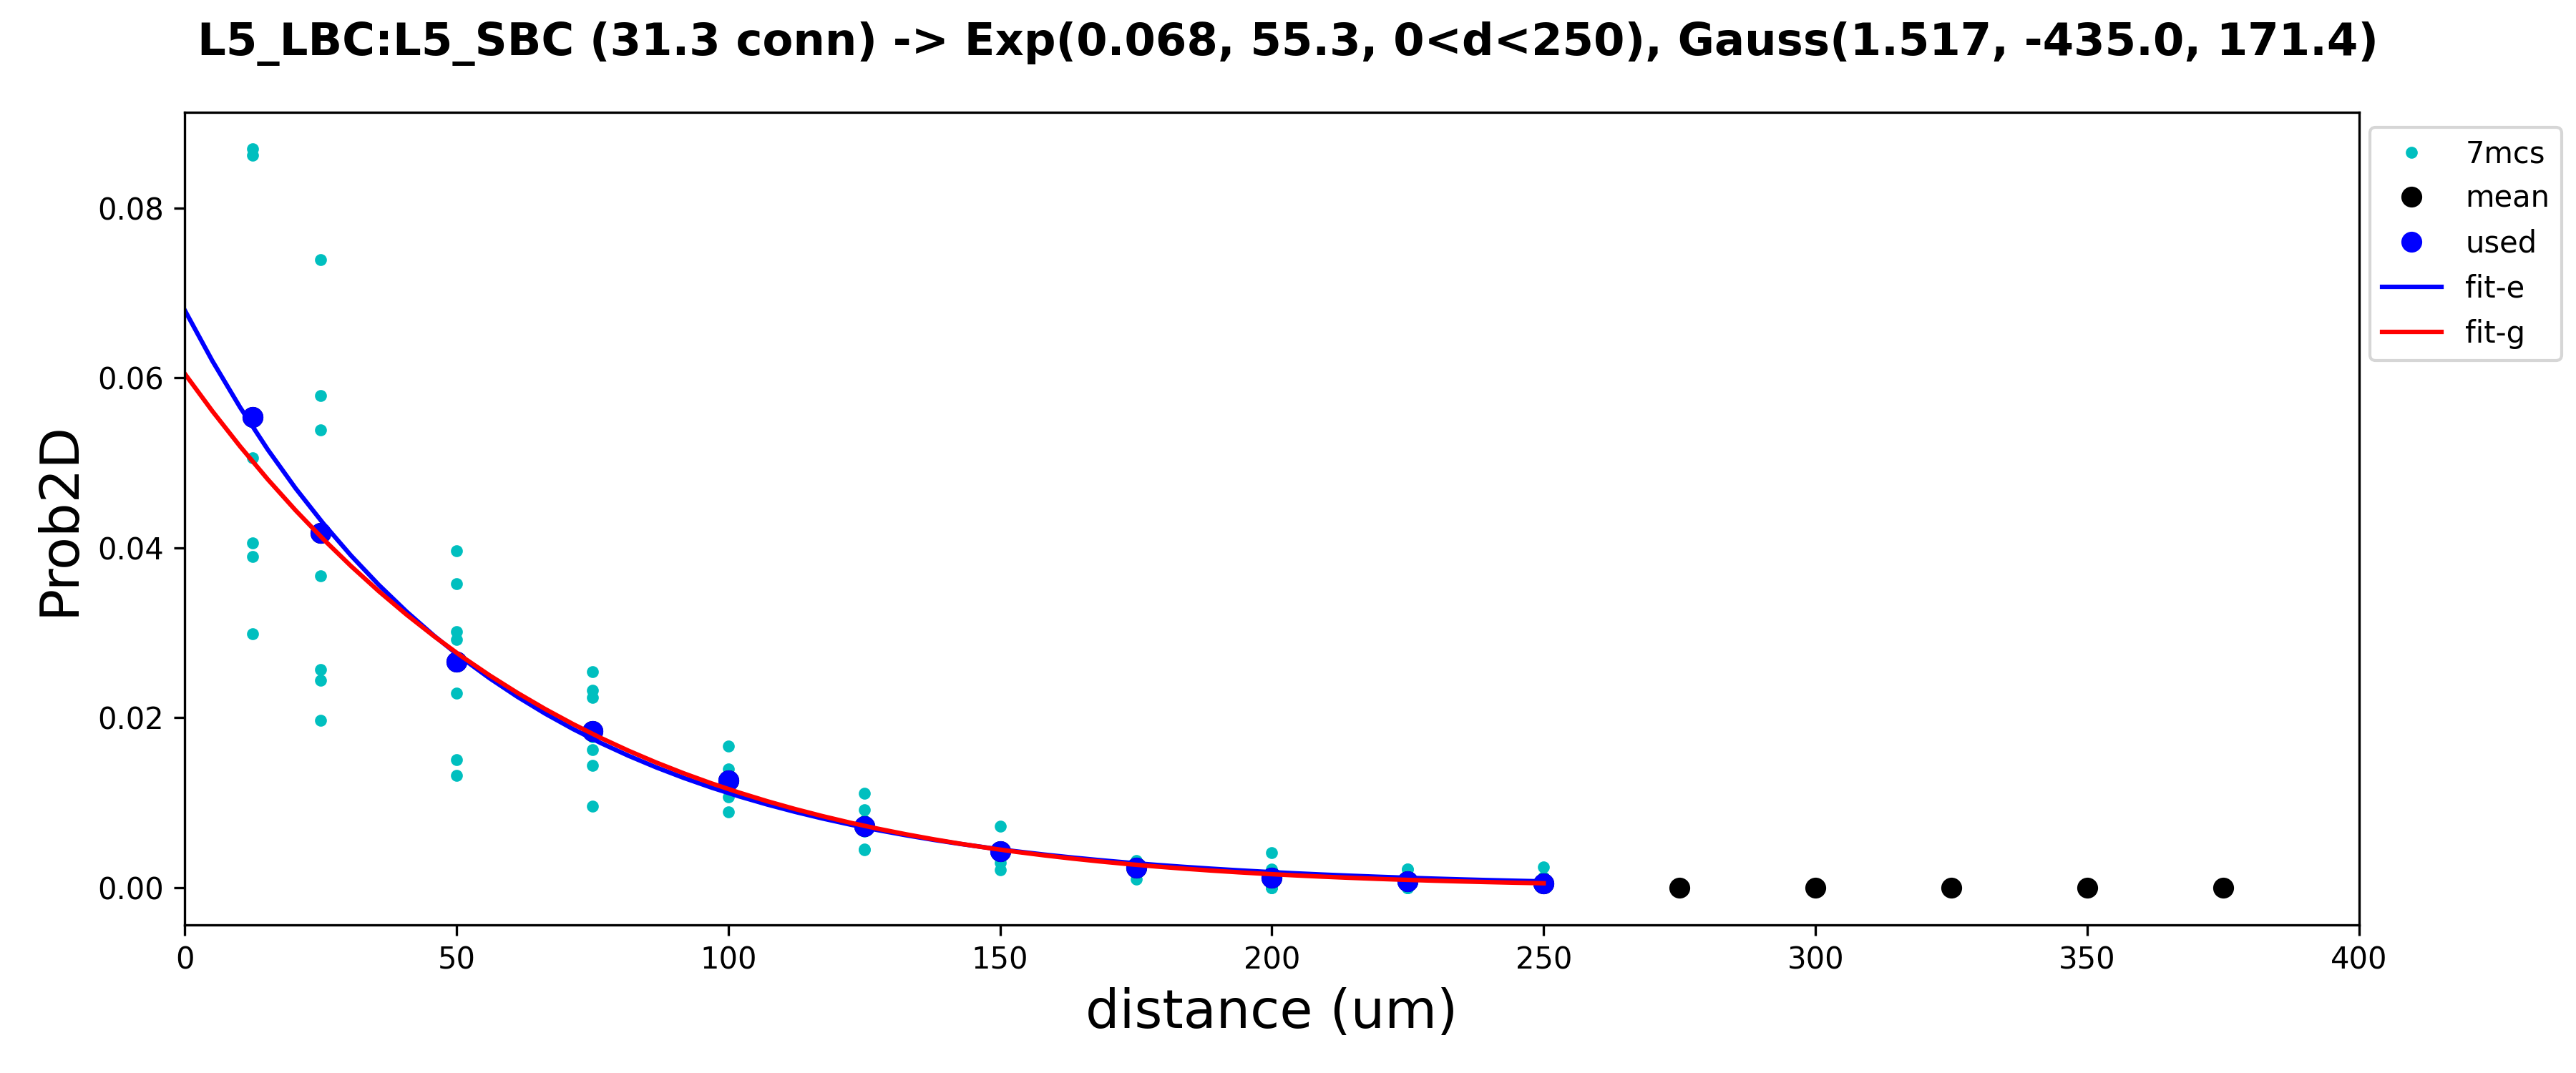 L5_LBC:L5_SBC (31.3 conn) -> Exp(0.068, 55.3, 0<d<250), Gauss(1.517, -435.0, 171.4)
7mcs
mean
used
fit-e
fit-g
Prob2D
0.08
0.06
0.04
0.02
0.00
0 50 100 150 200 250 300 350 400
distance (um)